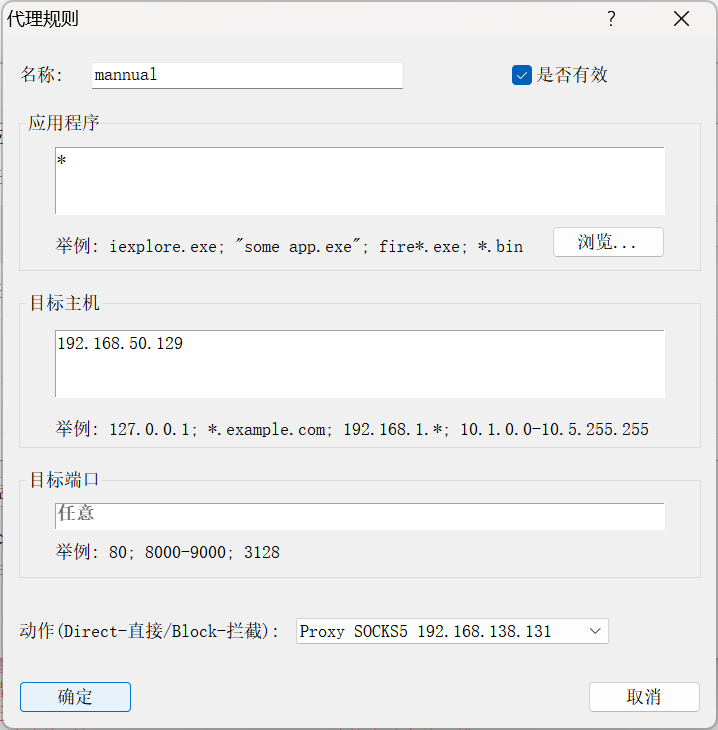 代理规则
名称: mannual 是否有效
应用程序
*
举例: iexplore.exe; "some app.exe"; fire*.exe; *.bin 浏览...
目标主机
192.168.50.129
举例: 127.0.0.1; *.example.com; 192.168.1.*; 10.1.0.0-10.5.255.255
目标端口
任意
举例: 80; 8000-9000; 3128
动作(Direct-直接/Block-拦截): Proxy SOCKS5 192.168.138.131
确定 取消